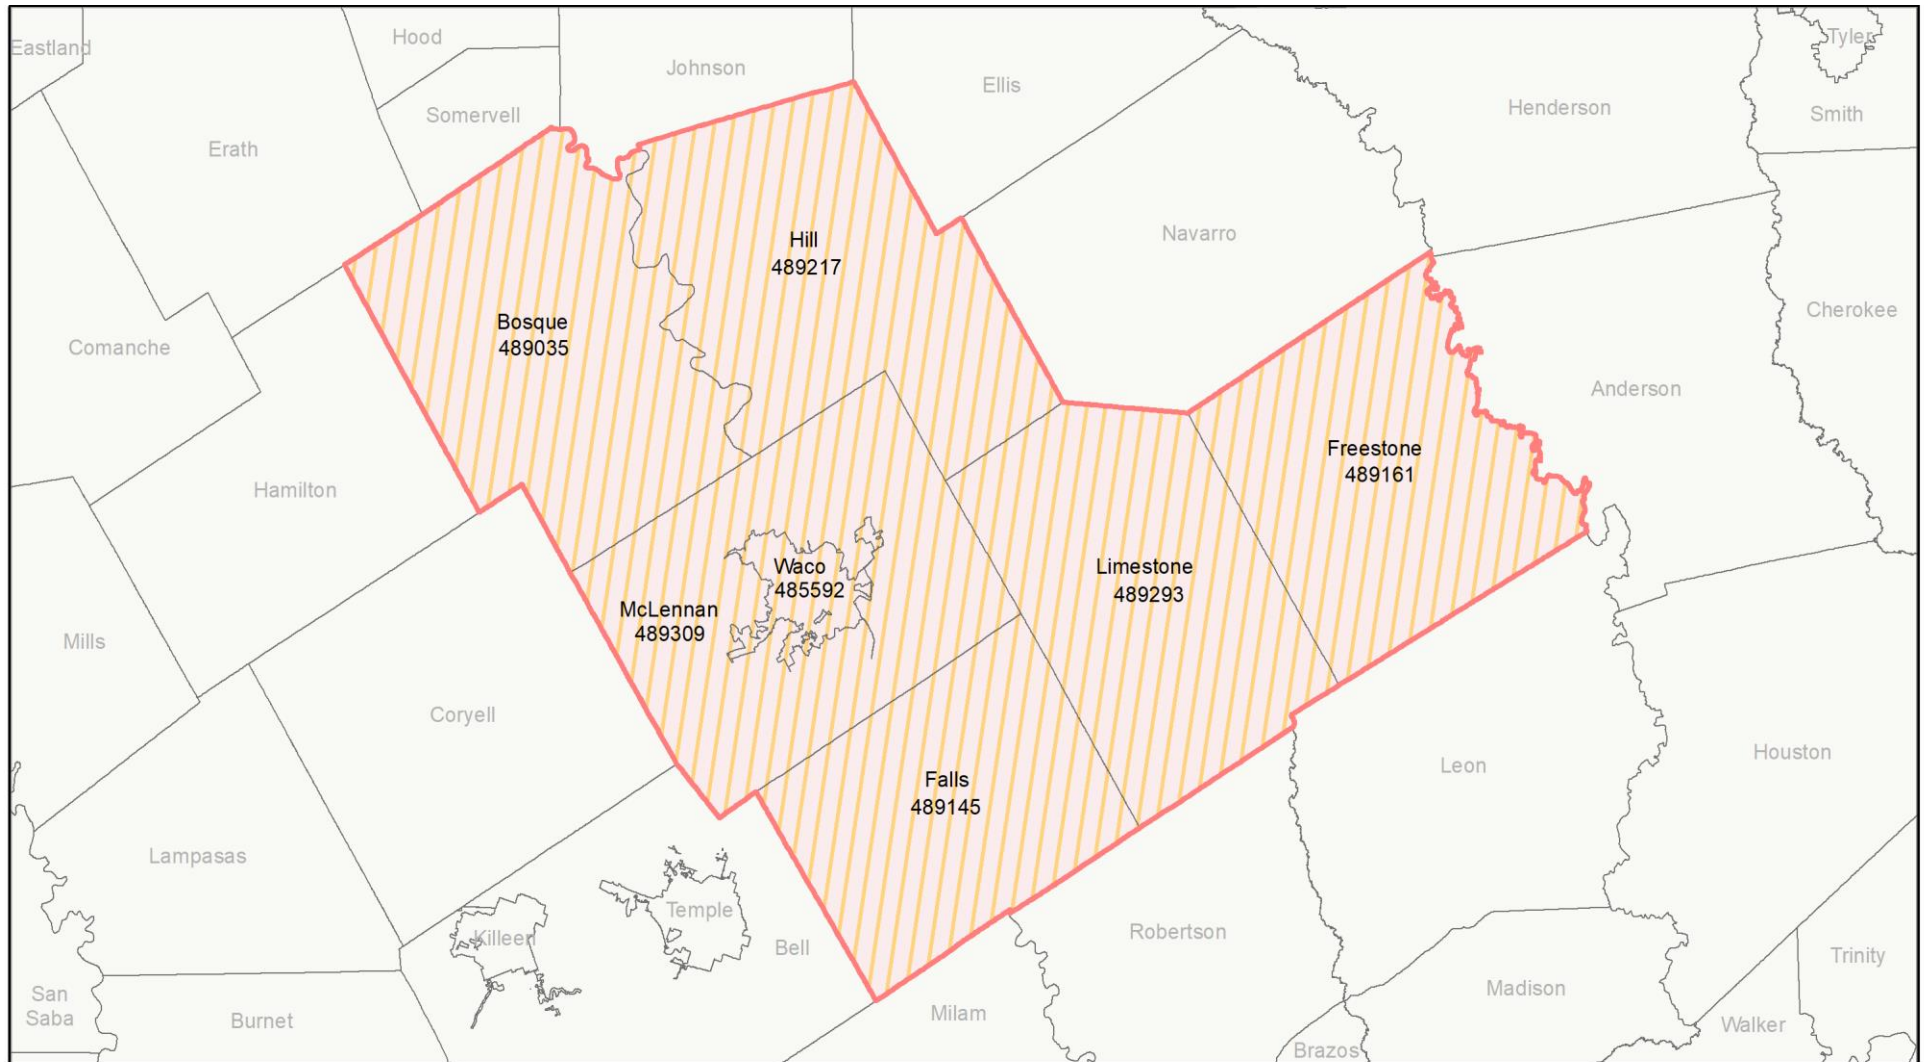 Eastland
Hood
Johnson
Ellis
Tyler
Henderson
Smith
Somervell
Erath
Navarro
Hill
489217
Cherokee
Bosque
489035
Comanche
Anderson
Freestone
489161
Hamilton
Waco
485592
Limestone
489293
McLennan
489309
Mills
Coryell
Houston
Leon
Falls
489145
Lampasas
Temple
Killeen
Bell
Robertson
Trinity
Madison
San
Saba
Burnet
Milam
Walker
Brazos